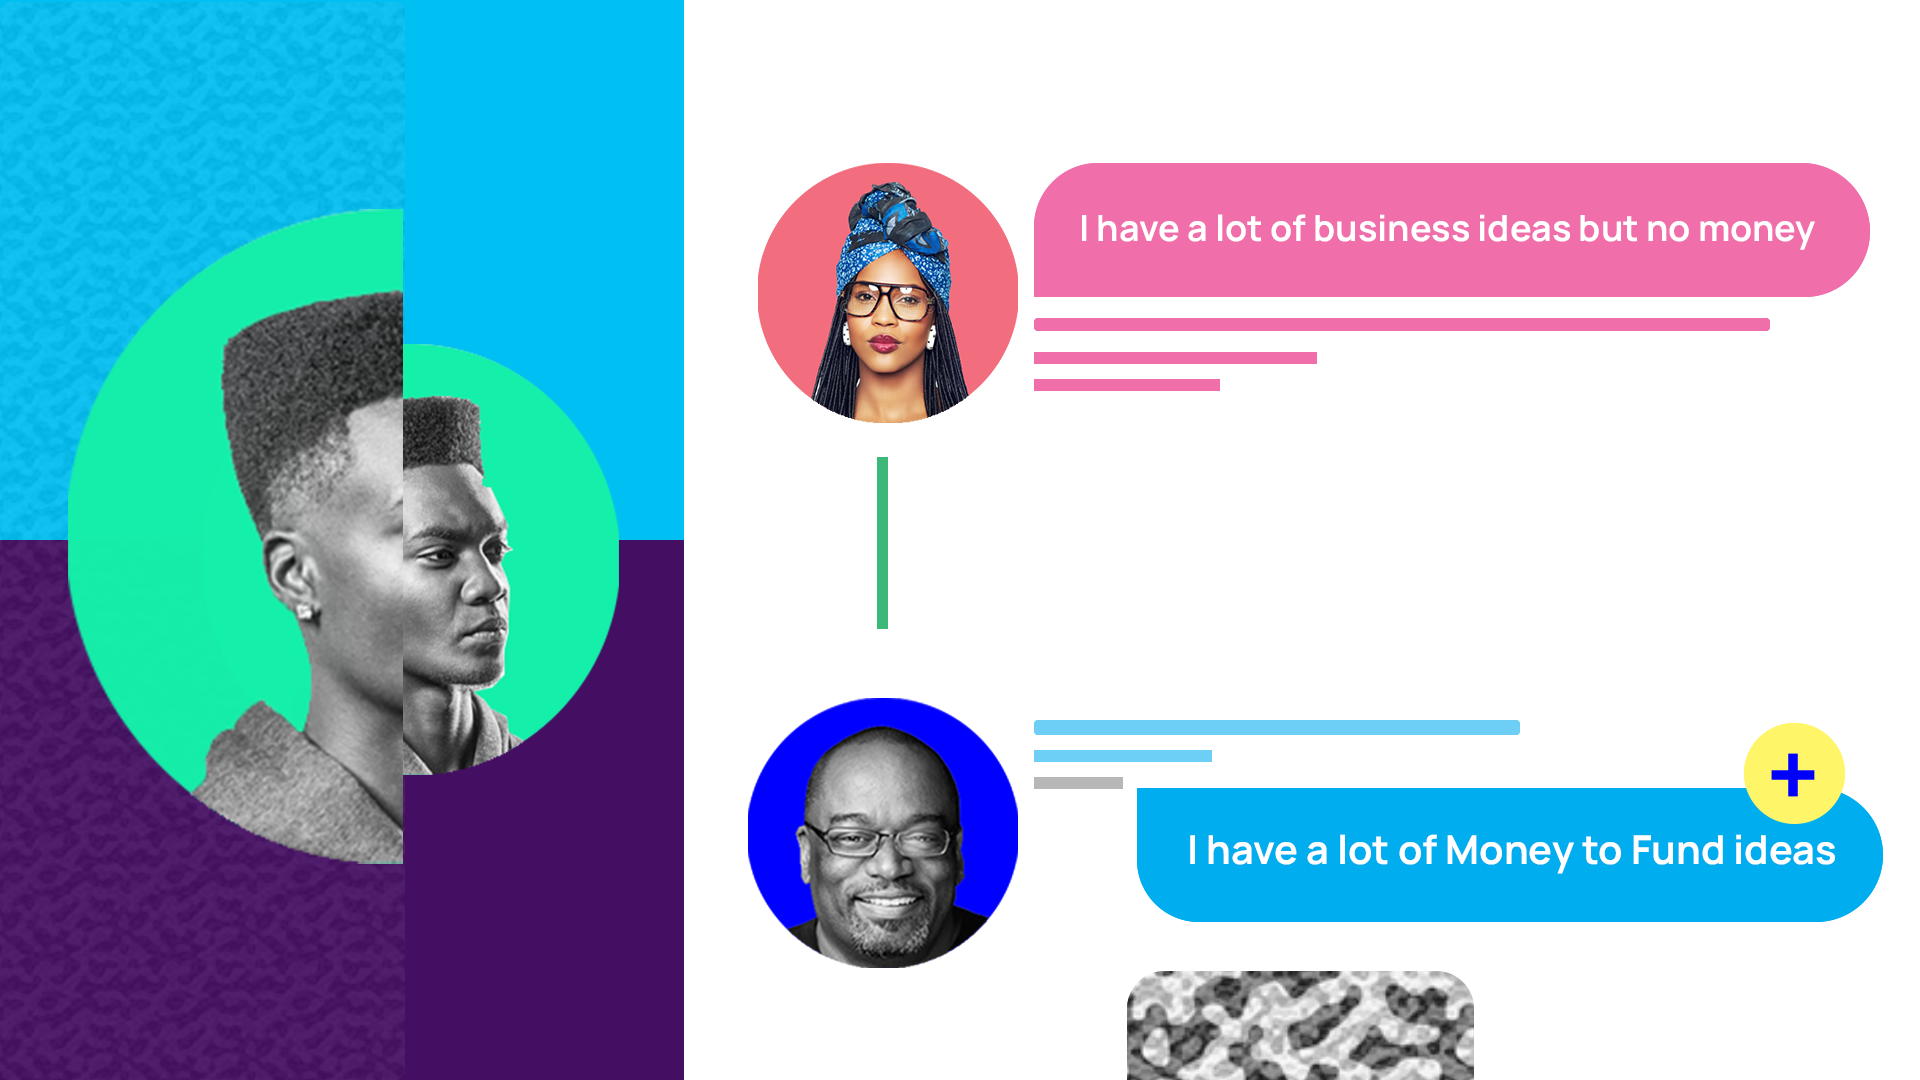 I have a lot of business ideas but no money
I have a lot of Money to Fund ideas